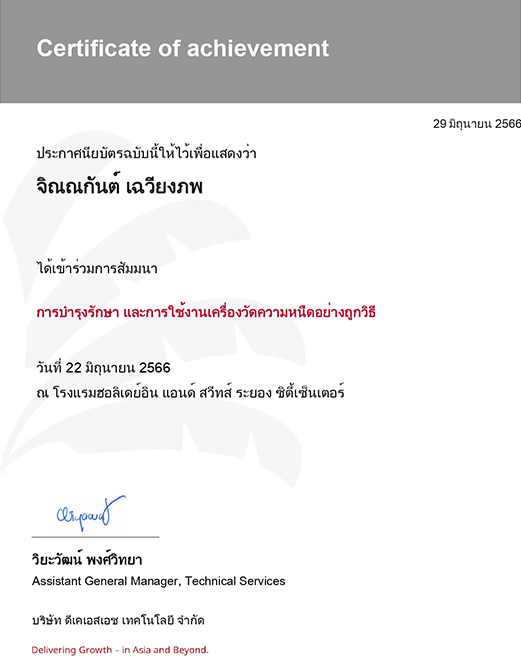 Certificate of achievement
29 มิถุนายน 2566
ประกาศนียบัตรฉบับนี้ให้ไว้เพื่อแสดงว่า
จิณณกันต์ เฉวียงภพ
ได้เข้าร่วมการสัมมนา
การบำรุงรักษา และการใช้งานเครื่องวัดความหนืดอย่างถูกวิธี
วันที่ 22 มิถุนายน 2566
ณ โรงแรมฮอลิเดย์อิน แอนด์ สวีทส์ ระยอง ซิตี้เซ็นเตอร์
วิยะวัฒน์ พงศ์วิทยา
Assistant General Manager, Technical Services
บริษัท ดีเคเอสเอช เทคโนโลยี จำกัด
Delivering Growth – in Asia and Beyond.